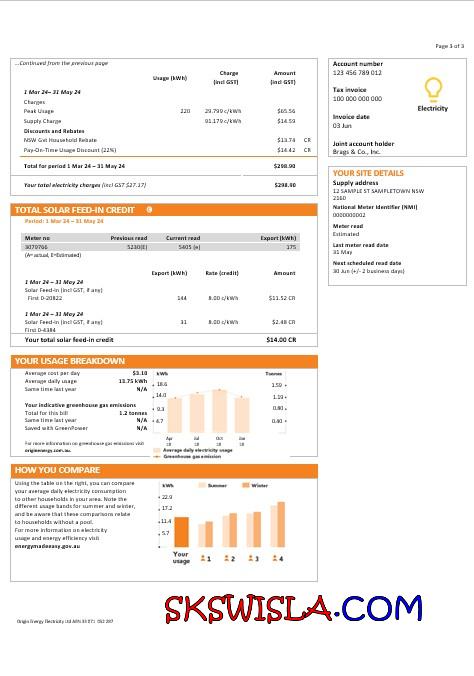 Page 3 of 3
...Continued from the previous page
Usage (kWh) Charge (incl GST) Amount (incl GST)
1 Mar 24– 31 May 24
Charges
Peak Usage 220 29.799 c/kWh $65.56
Supply Charge 91.179 c/kWh $14.59
Discounts and Rebates
NSW Gvt Household Rebate $13.74 CR
Pay-On-Time Usage Discount (22%) $14.42 CR
Total for period 1 Mar 24 – 31 May 24 $298.90
Your total electricity charges (incl GST $27.17) $298.90
Account number
123 456 789 012
Tax invoice
100 000 000 000
Electricity
Invoice date
03 Jun
Joint account holder
Brags & Co., Inc.
YOUR SITE DETAILS
Supply address
12 SAMPLE ST SAMPLETOWN NSW
2160
National Meter Identifier (NMI)
0000000002
Meter read
Estimated
Last meter read date
31 May
Next scheduled read date
30 Jun (+/- 2 business days)
TOTAL SOLAR FEED-IN CREDIT
Period: 1 Mar 24 – 31 May 24
Meter no Previous read Current read Export (kWh)
3079766 5230(E) 5405 (e) 175
(A= actual, E=Estimated)
Export (kWh) Rate (credit) Amount
1 Mar 24– 31 May 24
Solar Feed-in (incl GST, if any)
First 0-20822 144 8.00 c/kWh $11.52 CR
1 Mar 24– 31 May 24
Solar Feed-in (incl GST, if any) 31 8.00 c/kWh $2.48 CR
First 0-4384
Your total solar feed-in credit $14.00 CR
YOUR USAGE BREAKDOWN
Average cost per day $3.10
Average daily usage 13.75 kWh
Same time last year N/A
Your indicative greenhouse gas emissions
Total for this bill 1.2 tonnes
Same time last year N/A
Saved with GreenPower N/A
For more information on greenhouse gas emissions visit
originenergy.com.au.
kWh Tonnes
18.6 1.59
14.0 1.19
9.3 0.80
4.7 0.40
Apr Jul Oct Jan
18 18 18 18
Average daily electricity usage
Greenhouse gas emission
HOW YOU COMPARE
Using the table on the right, you can compare
your average daily electricity consumption
to other households in your area. Note the
different usage bands for summer and winter,
and be aware that these comparisons relate
to households without a pool.
For more information on electricity
usage and energy efficiency visit
energymadeeasy.gov.au
kWh Summer Winter
22.9
17.2
11.4
5.7
Your usage 1 2 3 4
SKSWISLA.COM